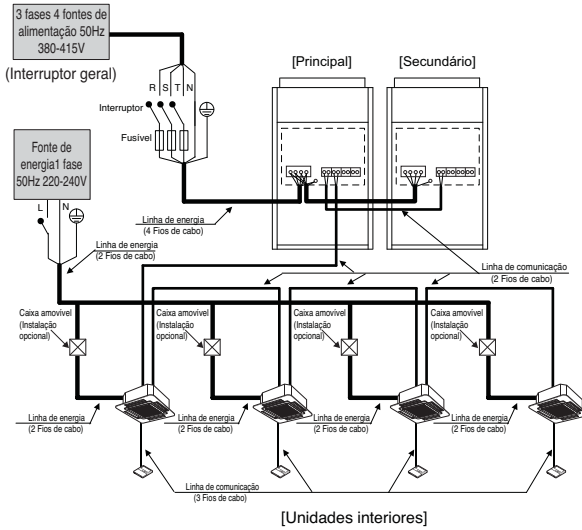 3 fases 4 fontes de
alimentação 50Hz
380-415V
(Interruptor geral)
R S T N
Interruptor
Fusível
[Principal]
[Secundário]
Fonte de
energia1 fase
50Hz 220-240V
L N
Linha de energia
(2 Fios de cabo)
Linha de energia
(4 Fios de cabo)
Linha de comunicação
(2 Fios de cabo)
Caixa amovível
(Instalação
opcional)
Caixa amovível
(Instalação
opcional)
Caixa amovível
(Instalação
opcional)
Caixa amovível
(Instalação
opcional)
Linha de energia
(2 Fios de cabo)
Linha de energia
(2 Fios de cabo)
Linha de energia
(2 Fios de cabo)
Linha de energia
(2 Fios de cabo)
Linha de comunicação
(3 Fios de cabo)
[Unidades interiores]